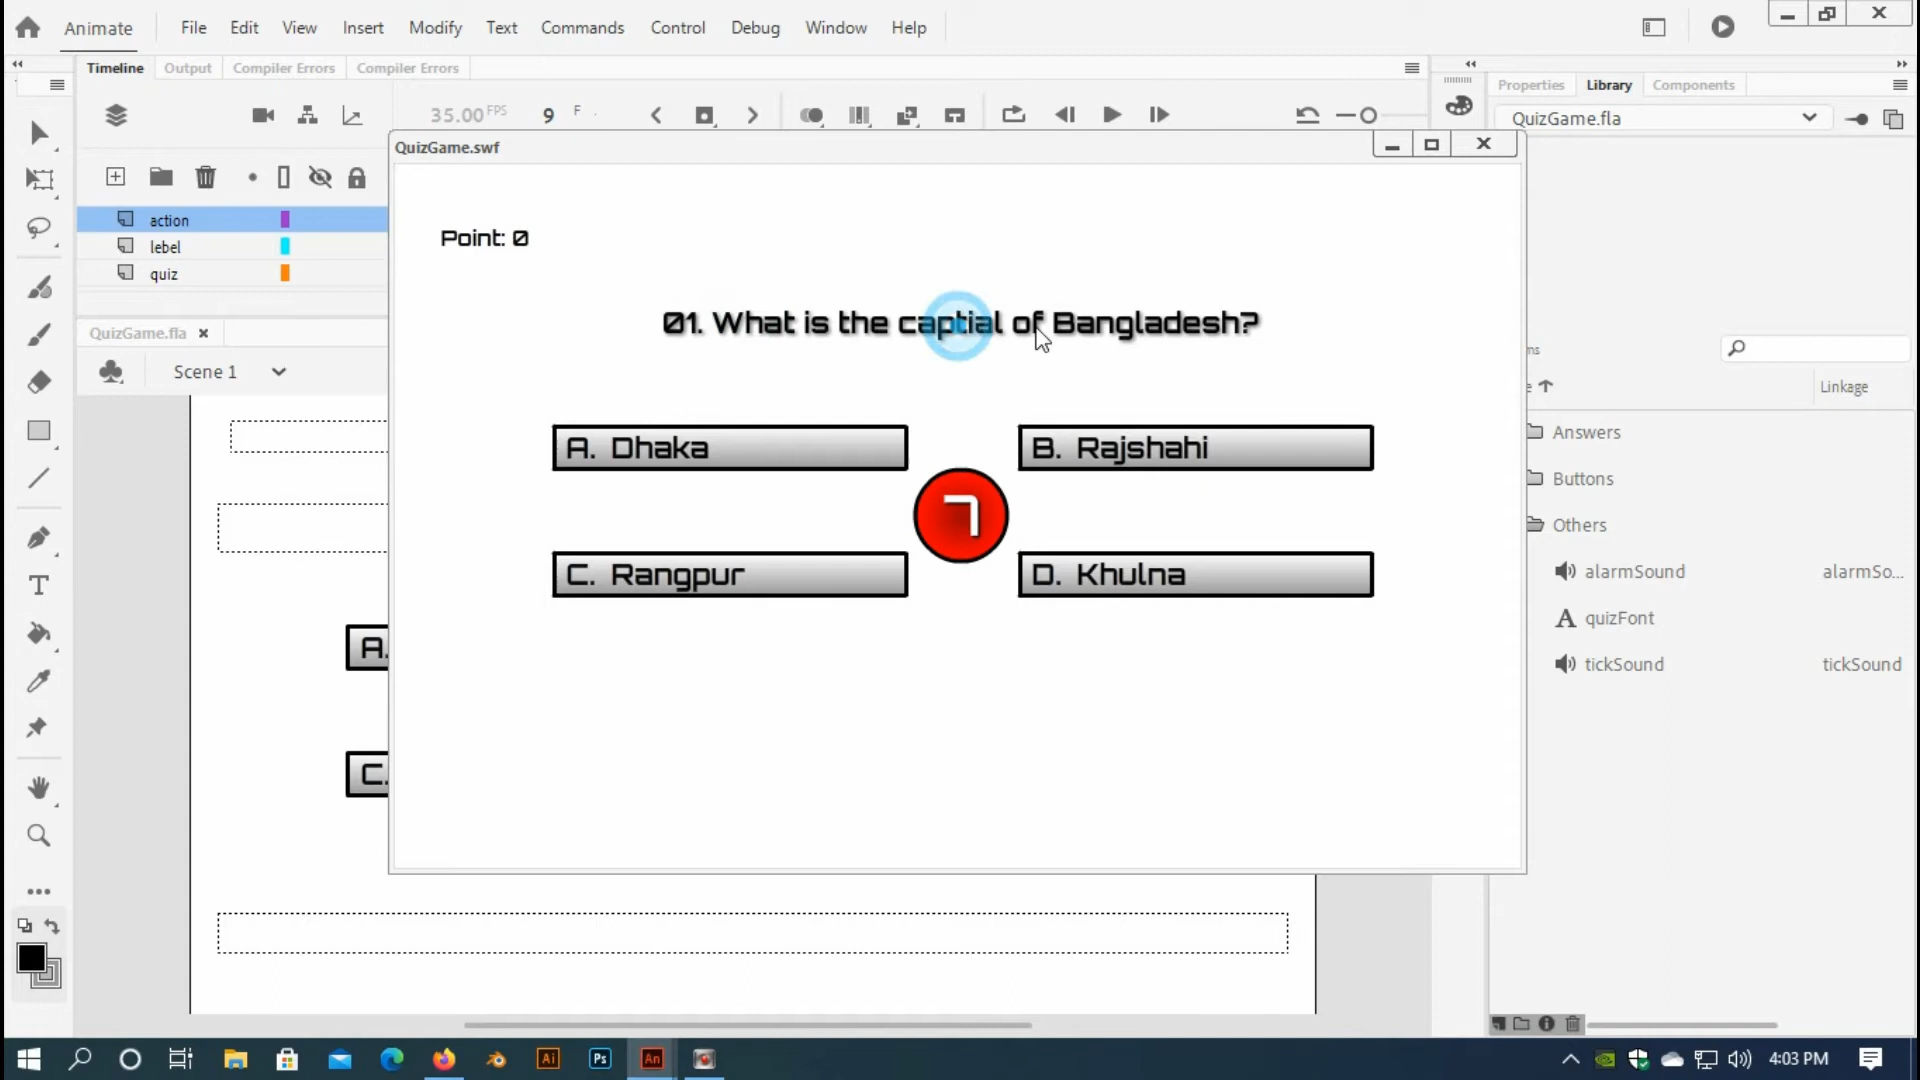 Animate File Edit View Insert Modify Text Commands Control Debug Window Help
Timeline Output Compiler Errors Compiler Errors
Properties Library Components
35.00 FPS 9 F
QuizGame.fla
QuizGame.swf
action
lebel
quiz
Point: 0
01. What is the captial of Bangladesh?
QuizGame.fla
Scene 1
Linkage
A. Dhaka
B. Rajshahi
7
C. Rangpur
D. Khulna
A.
C.
Answers
Buttons
Others
alarmSound alarmSo...
quizFont
tickSound tickSound
Ai Ps An
4:03 PM